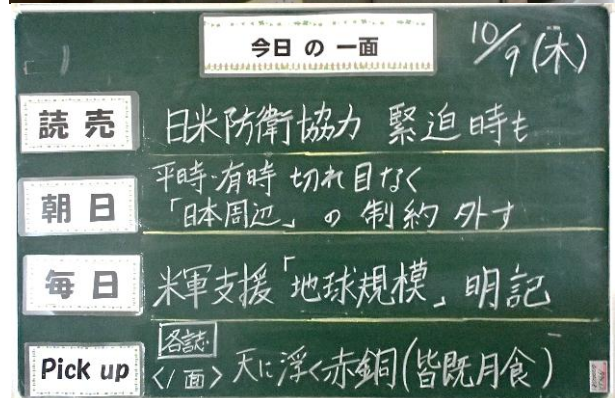 今日の一面
10/9(木)
読売
日米防衛協力 緊迫時も
朝日
平時・有時 切れ目なく
「日本周辺」の制約外す
毎日
米軍支援「地球規模」明記
Pick up
各誌
<1面> 天に浮く赤銅(皆既月食)